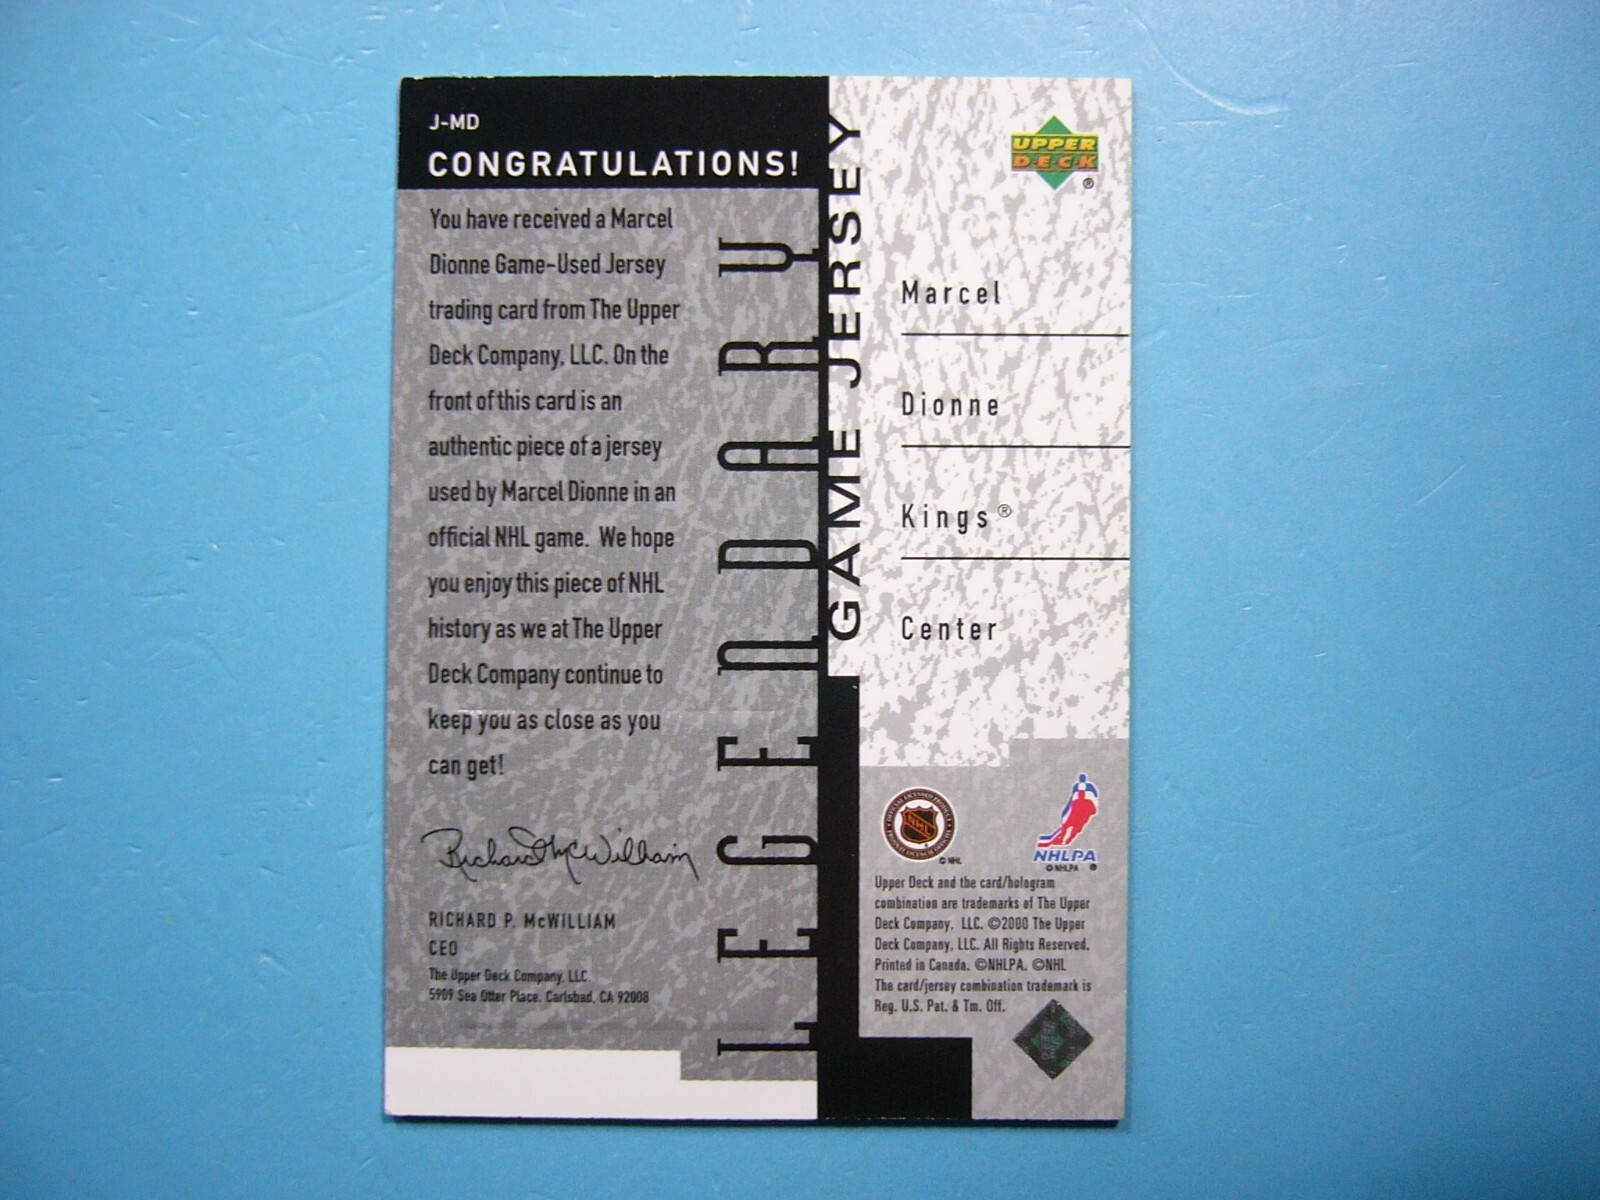 J-MD
CONGRATULATIONS!
You have received a Marcel
Dionne Game-Used Jersey
trading card from The Upper
Deck Company, LLC. On the
front of this card is an
authentic piece of a jersey
used by Marcel Dionne in an
official NHL game. We hope
you enjoy this piece of NHL
history as we at The Upper
Deck Company continue to
keep you as close as you
can get!
Richard McWilliam
RICHARD P. McWILLIAM
CEO
The Upper Deck Company, LLC.
5909 Sea Otter Place, Carlsbad, CA 92008
LEGENDARY
GAME JERSEY
UPPER
D·E·C·K
®
Marcel
Dionne
Kings®
Center
NHL
© NHL
NHLPA
© NHLPA ®
Upper Deck and the card/hologram
combination are trademarks of The Upper
Deck Company, LLC. ©2000 The Upper
Deck Company, LLC. All Rights Reserved.
Printed in Canada. ©NHLPA. ©NHL
The card/jersey combination trademark is
Reg. U.S. Pat. & Tm. Off.